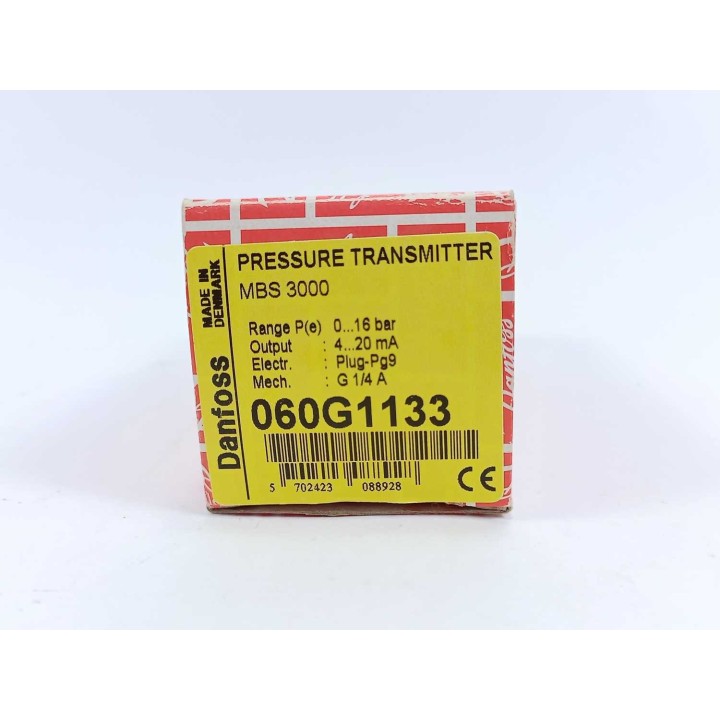 PRESSURE TRANSMITTER
MBS 3000
Range P(e) 0...16 bar
Output : 4...20 mA
Electr. : Plug-Pg9
Mech. : G 1/4 A
060G1133
5 702423 088928
CE
Danfoss
MADE IN
DENMARK
Danfoss